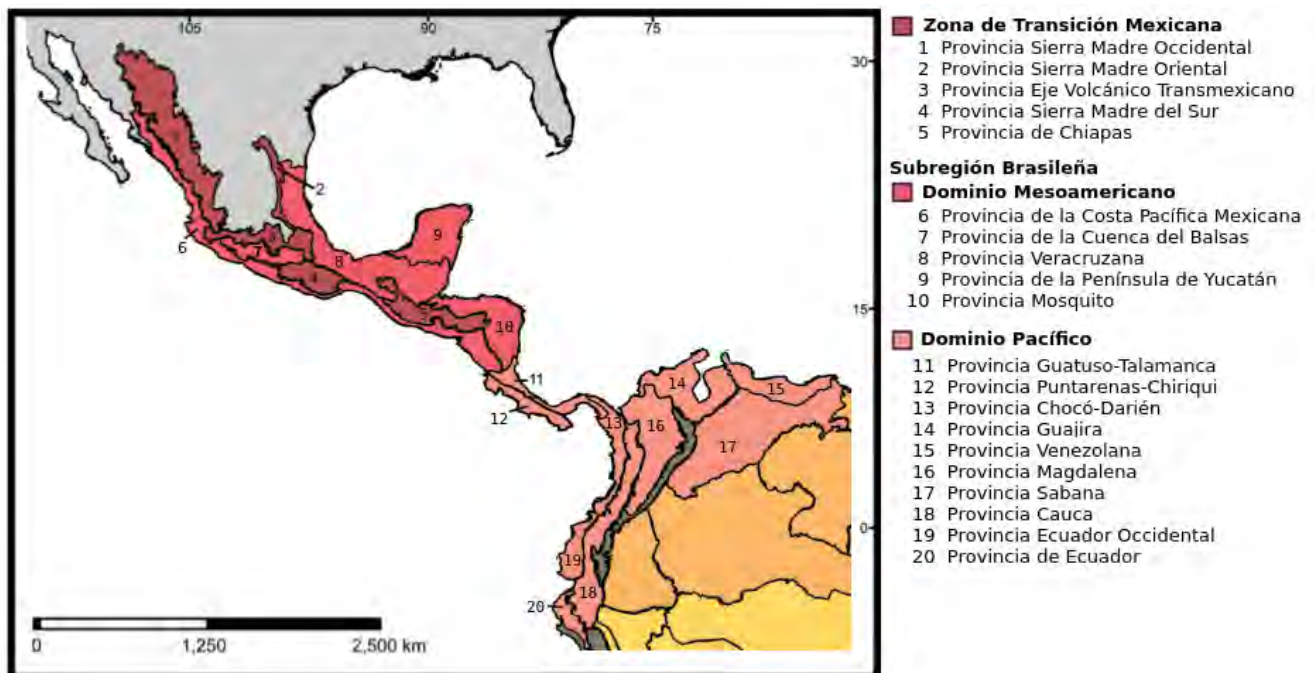 105
90
75
30
15
0
2
9
6
3
7
8
4
5
10
11
12
13
14
15
16
17
19
18
20
0
1,250
2,500 km
Zona de Transición Mexicana
1 Provincia Sierra Madre Occidental
2 Provincia Sierra Madre Oriental
3 Provincia Eje Volcánico Transmexicano
4 Provincia Sierra Madre del Sur
5 Provincia de Chiapas
Subregión Brasileña
Dominio Mesoamericano
6 Provincia de la Costa Pacífica Mexicana
7 Provincia de la Cuenca del Balsas
8 Provincia Veracruzana
9 Provincia de la Península de Yucatán
10 Provincia Mosquito
Dominio Pacífico
11 Provincia Guatuso-Talamanca
12 Provincia Puntarenas-Chiriqui
13 Provincia Chocó-Darién
14 Provincia Guajira
15 Provincia Venezolana
16 Provincia Magdalena
17 Provincia Sabana
18 Provincia Cauca
19 Provincia Ecuador Occidental
20 Provincia de Ecuador